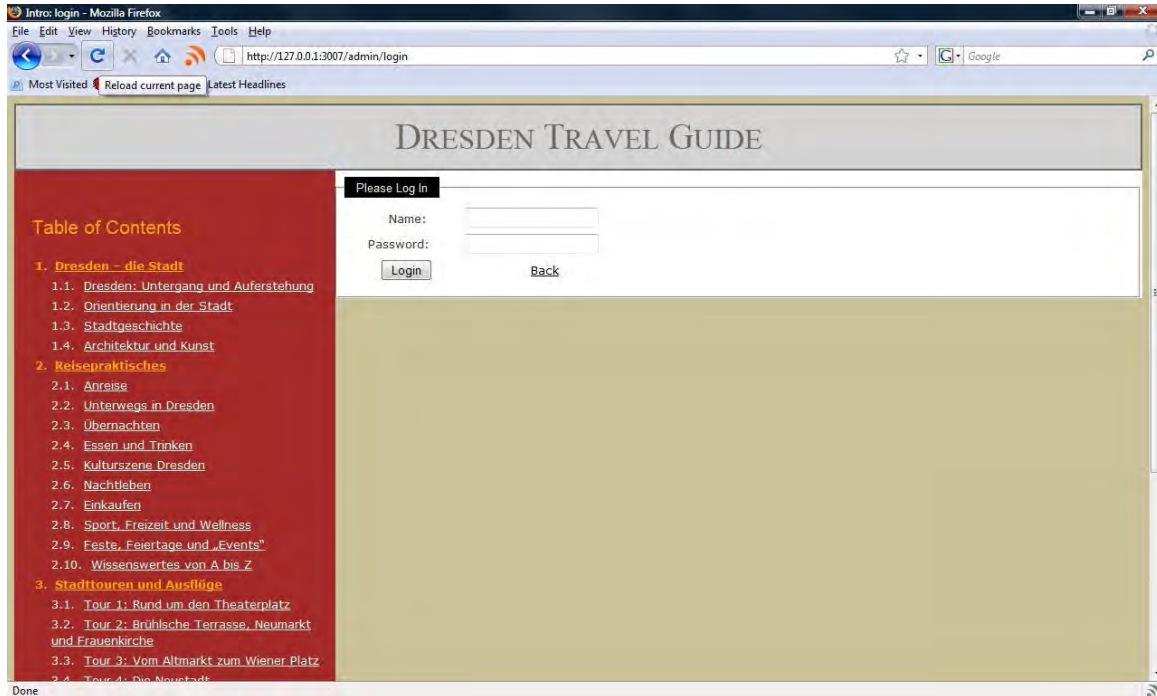 Intro: login - Mozilla Firefox
File Edit View History Bookmarks Tools Help
http://127.0.0.1:3007/admin/login
G Google
Most Visited Reload current page Latest Headlines
DRESDEN TRAVEL GUIDE
Table of Contents
1. Dresden – die Stadt
1.1. Dresden: Untergang und Auferstehung
1.2. Orientierung in der Stadt
1.3. Stadtgeschichte
1.4. Architektur und Kunst
2. Reisepraktisches
2.1. Anreise
2.2. Unterwegs in Dresden
2.3. Übernachten
2.4. Essen und Trinken
2.5. Kulturszene Dresden
2.6. Nachtleben
2.7. Einkaufen
2.8. Sport, Freizeit und Wellness
2.9. Feste, Feiertage und „Events“
2.10. Wissenswertes von A bis Z
3. Stadttouren und Ausflüge
3.1. Tour 1: Rund um den Theaterplatz
3.2. Tour 2: Brühlsche Terrasse, Neumarkt
und Frauenkirche
3.3. Tour 3: Vom Altmarkt zum Wiener Platz
3.4. Tour 4: Die Neustadt
Please Log In
Name:
Password:
Login Back
Done